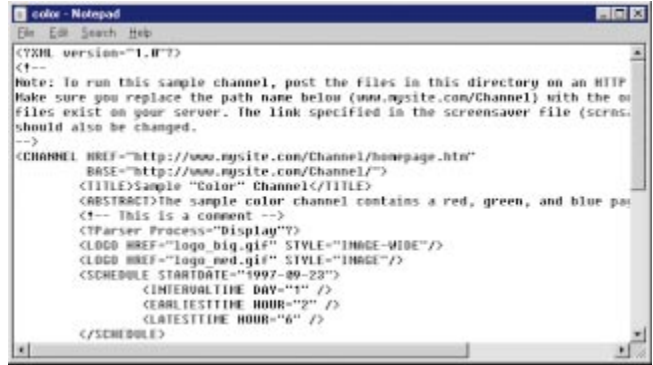 color - Notepad
File Edit Search Help
<?XML version="1.0"?>
<!--
Note: To run this sample channel, post the files in this directory on an HTTP
Make sure you replace the path name below (www.mysite.com/Channel) with the
files exist on your server. The link specified in the screensaver file
should also be changed.
-->
<CHANNEL HREF="http://www.mysite.com/Channel/homepage.htm"
BASE="http://www.mysite.com/Channel/">
<TITLE>Sample "Color" Channel</TITLE>
<ABSTRACT>The sample color channel contains a red, green, and blue
<!-- This is a comment -->
<?Parser Process="Display"?>
<LOGO HREF="logo_big.gif" STYLE="IMAGE-WIDE"/>
<LOGO HREF="logo_med.gif" STYLE="IMAGE"/>
<SCHEDULE STARTDATE="1997-09-23">
<INTERVALTIME DAY="1" />
<EARLIESTTIME HOUR="2" />
<LATESTTIME HOUR="6" />
</SCHEDULE>